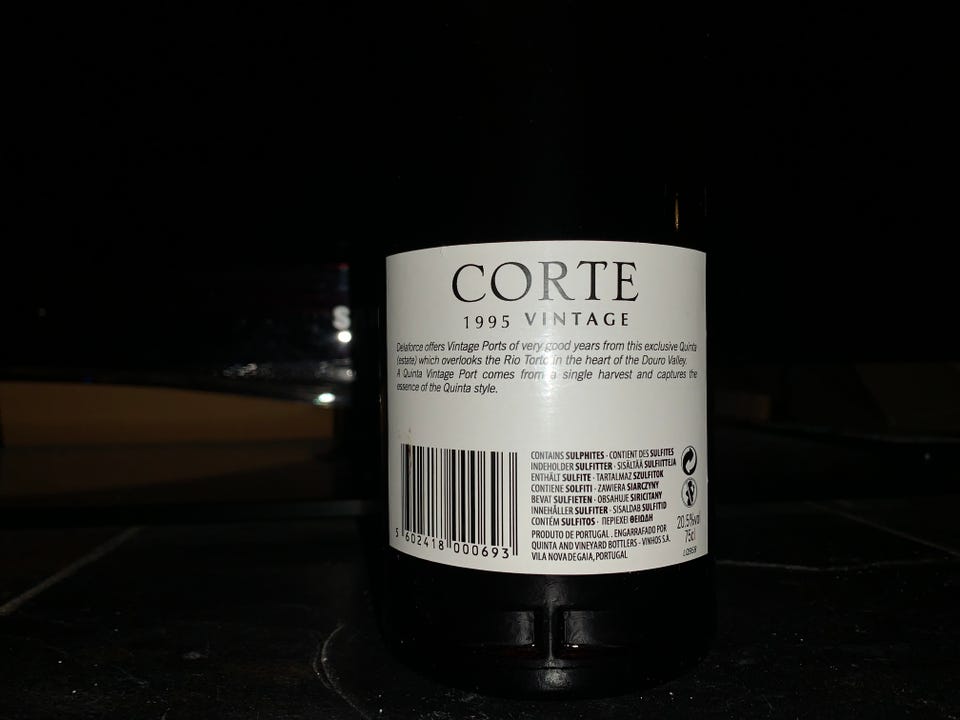 CORTE
1995 VINTAGE
Delaforce offers Vintage Ports of very good years from this exclusive Quinta
(estate) which overlooks the Rio Torto in the heart of the Douro Valley.
A Quinta Vintage Port comes from a single harvest and captures the
essence of the Quinta style.
CONTAINS SULPHITES · CONTIENT DES SULFITES
INDEHOLDER SULFITTER · SISÄLTÄÄ SULFIITTEJA
ENTHÄLT SULFITE · TARTALMAZ SZULFITOK
CONTIENE SOLFITI · ZAWIERA SIARCZYNY
BEVAT SULFIETEN · OBSAHUJE SIRICITANY
INNEHÅLLER SULFITER · SISALDAB SULFITID
CONTÉM SULFITOS · ΠΕΡΙΕΧΕΙ ΘΕΙΩΔΗ
PRODUTO DE PORTUGAL . ENGARRAFADO POR
QUINTA AND VINEYARD BOTTLERS - VINHOS S.A.
VILA NOVA DE GAIA, PORTUGAL
20,5%vol
75cl
5 602418 000693
S